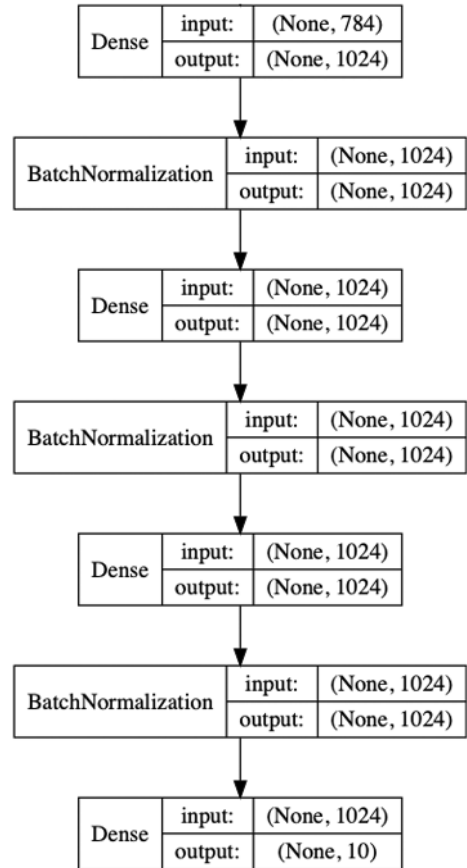 Dense
input: (None, 784)
output: (None, 1024)
BatchNormalization
input: (None, 1024)
output: (None, 1024)
Dense
input: (None, 1024)
output: (None, 1024)
BatchNormalization
input: (None, 1024)
output: (None, 1024)
Dense
input: (None, 1024)
output: (None, 1024)
BatchNormalization
input: (None, 1024)
output: (None, 1024)
Dense
input: (None, 1024)
output: (None, 10)